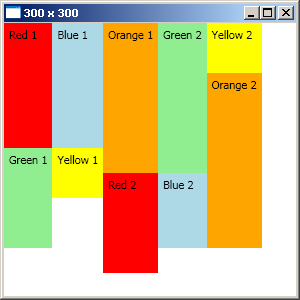 300 x 300
Red 1 Blue 1 Orange 1 Green 2 Yellow 2
Orange 2
Green 1 Yellow 1
Red 2 Blue 2